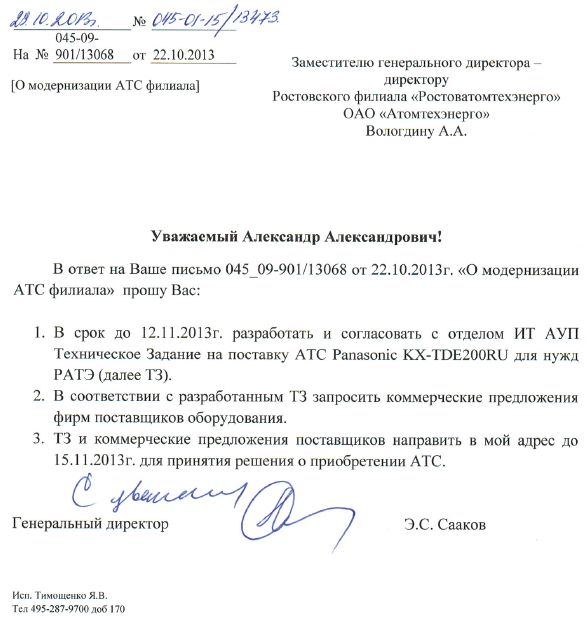 29.10.2013г. № 045-01-15/13473
045-09-
На № 901/13068 от 22.10.2013
[О модернизации АТС филиала]
Заместителю генерального директора –
директору
Ростовского филиала «Ростоватомтехэнерго»
ОАО «Атомтехэнерго»
Вологдину А.А.
Уважаемый Александр Александрович!
В ответ на Ваше письмо 045_09-901/13068 от 22.10.2013г. «О модернизации
АТС филиала» прошу Вас:
1. В срок до 12.11.2013г. разработать и согласовать с отделом ИТ АУП
Техническое Задание на поставку АТС Panasonic KX-TDE200RU для нужд
РАТЭ (далее ТЗ).
2. В соответствии с разработанным ТЗ запросить коммерческие предложения
фирм поставщиков оборудования.
3. ТЗ и коммерческие предложения поставщиков направить в мой адрес до
15.11.2013г. для принятия решения о приобретении АТС.
С уважением
Генеральный директор Э.С. Сааков
Исп. Тимощенко Я.В.
Тел 495-287-9700 доб 170